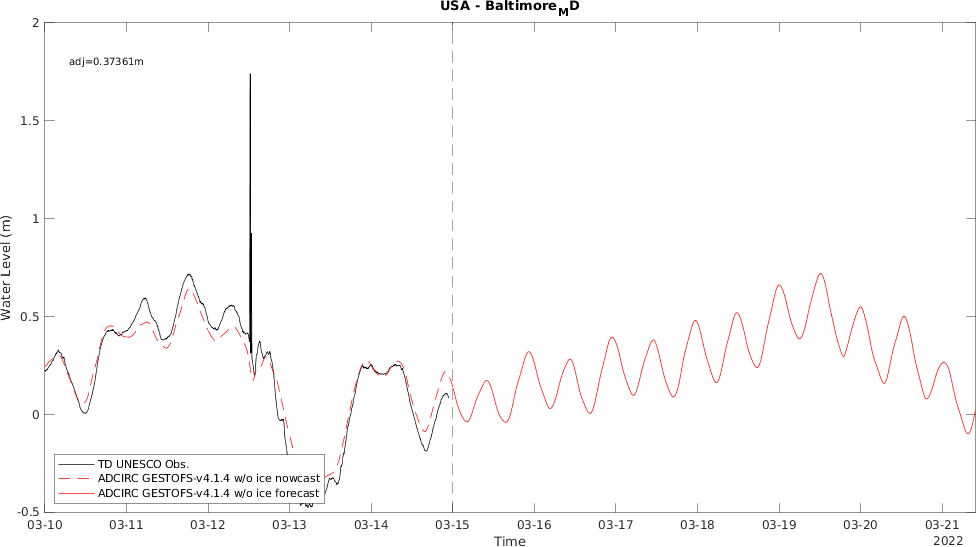 USA - Baltimore_MD
adj=0.37361m
2
1.5
1
0.5
0
-0.5
Water Level (m)
TD UNESCO Obs.
ADCIRC GESTOFS-v4.1.4 w/o ice nowcast
ADCIRC GESTOFS-v4.1.4 w/o ice forecast
03-10 03-11 03-12 03-13 03-14 03-15 03-16 03-17 03-18 03-19 03-20 03-21
Time
2022